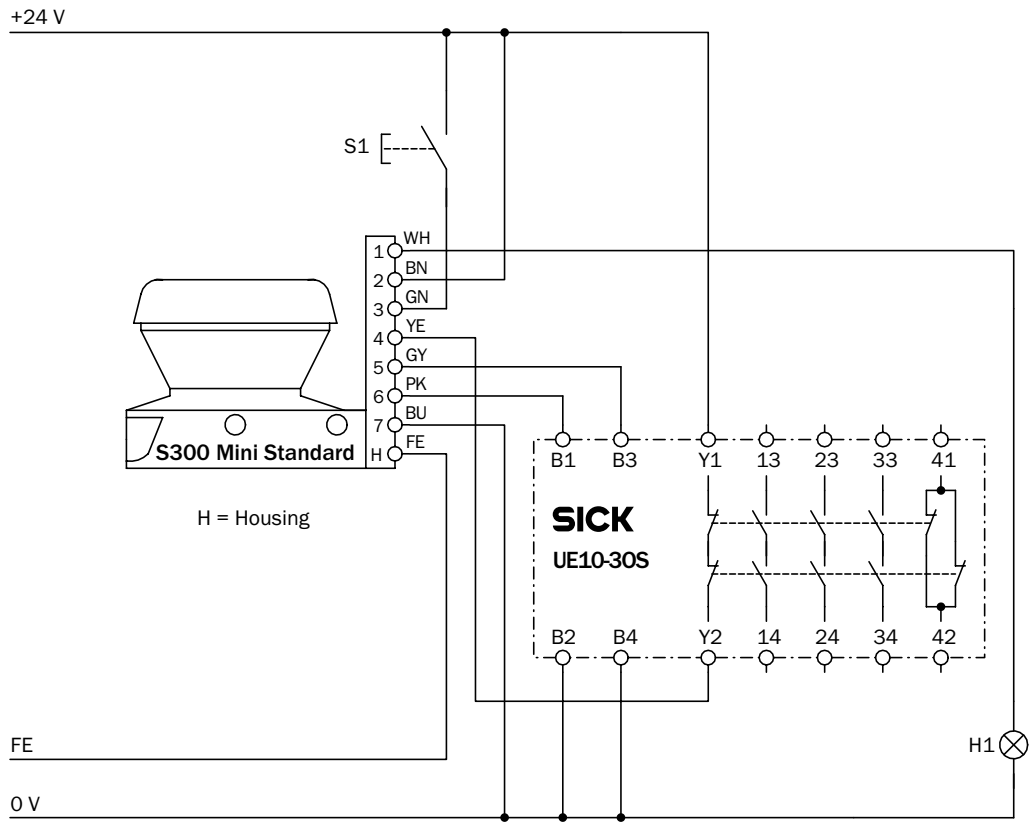 +24 V
S1
1 WH
2 BN
3 GN
4 YE
5 GY
6 PK
7 BU
H FE
S300 Mini Standard
H = Housing
B1 B3 Y1 13 23 33 41
SICK
UE10-30S
B2 B4 Y2 14 24 34 42
FE
H1
0 V